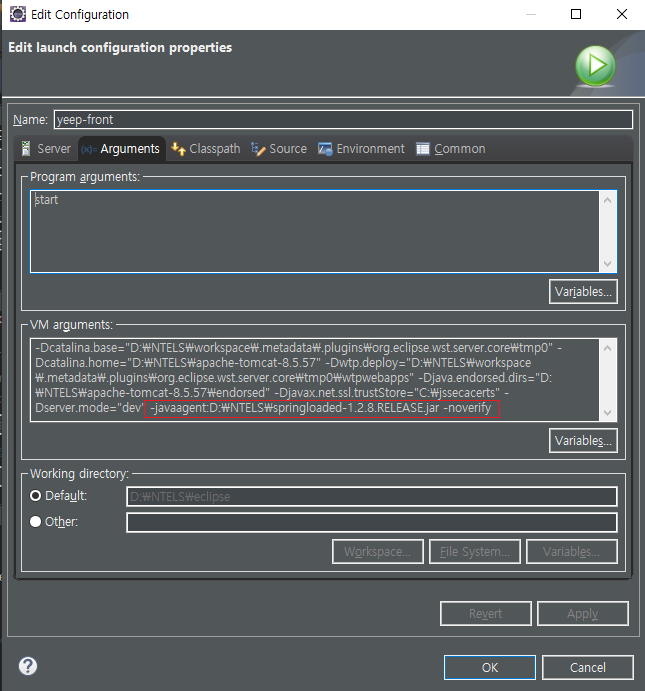 Edit Configuration
Edit launch configuration properties
Name: yeep-front
Server (x)= Arguments Classpath Source Environment Common
Program arguments:
start
Variables...
VM arguments:
-Dcatalina.base="D:₩NTELS₩workspace₩.metadata₩.plugins₩org.eclipse.wst.server.core₩tmp0" -
Dcatalina.home="D:₩NTELS₩apache-tomcat-8.5.57" -Dwtp.deploy="D:₩NTELS₩workspace
₩.metadata₩.plugins₩org.eclipse.wst.server.core₩tmp0₩wtpwebapps" -Djava.endorsed.dirs="D:
₩NTELS₩apache-tomcat-8.5.57₩endorsed" -Djavax.net.ssl.trustStore="C:₩jssecacerts" -
Dserver.mode="dev" -javaagent:D:₩NTELS₩springloaded-1.2.8.RELEASE.jar -noverify
Variables...
Working directory:
Default: D:₩NTELS₩eclipse
Other:
Workspace... File System... Variables...
Revert Apply
? OK Cancel